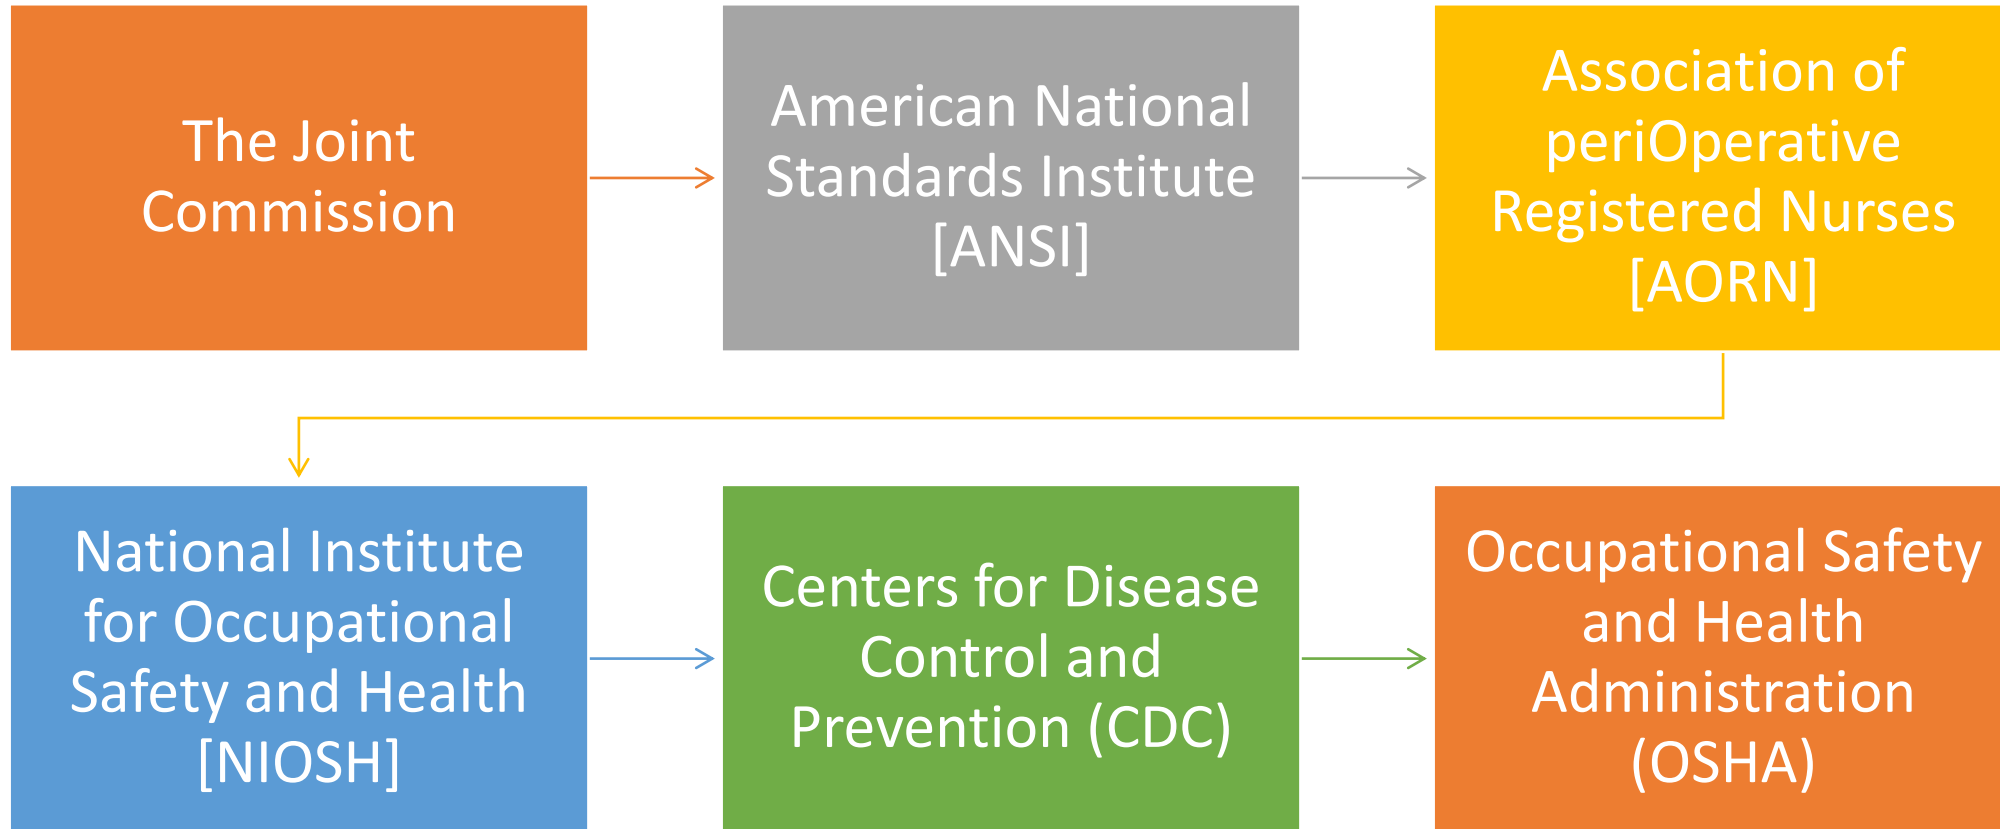 The Joint
Commission
American National
Standards Institute
[ANSI]
Association of
periOperative
Registered Nurses
[AORN]
National Institute
for Occupational
Safety and Health
[NIOSH]
Centers for Disease
Control and
Prevention (CDC)
Occupational Safety
and Health
Administration
(OSHA)